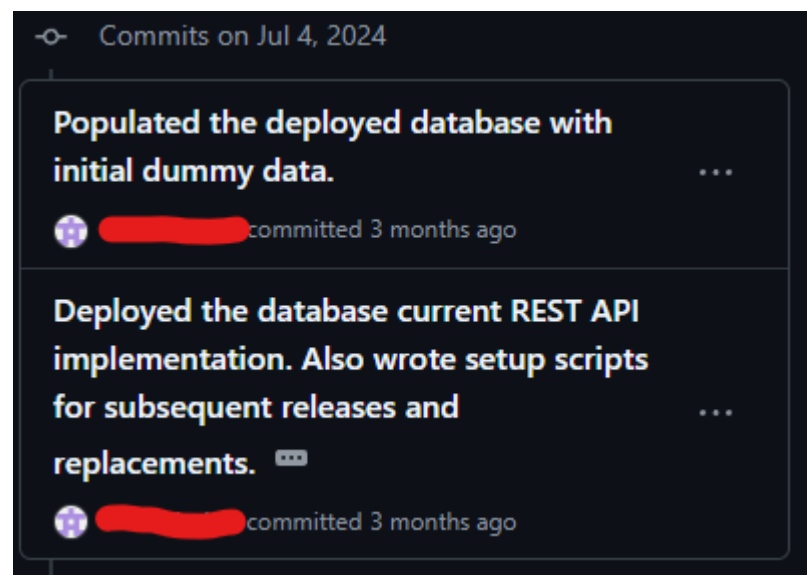 Commits on Jul 4, 2024
Populated the deployed database with
initial dummy data.
committed 3 months ago
Deployed the database current REST API
implementation. Also wrote setup scripts
for subsequent releases and
replacements.
committed 3 months ago